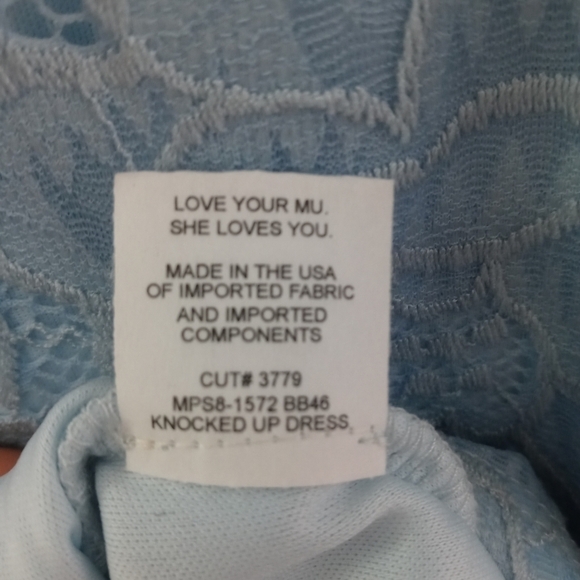 LOVE YOUR MU.
SHE LOVES YOU.
MADE IN THE USA
OF IMPORTED FABRIC
AND IMPORTED
COMPONENTS
CUT# 3779
MPS8-1572 BB46
KNOCKED UP DRESS